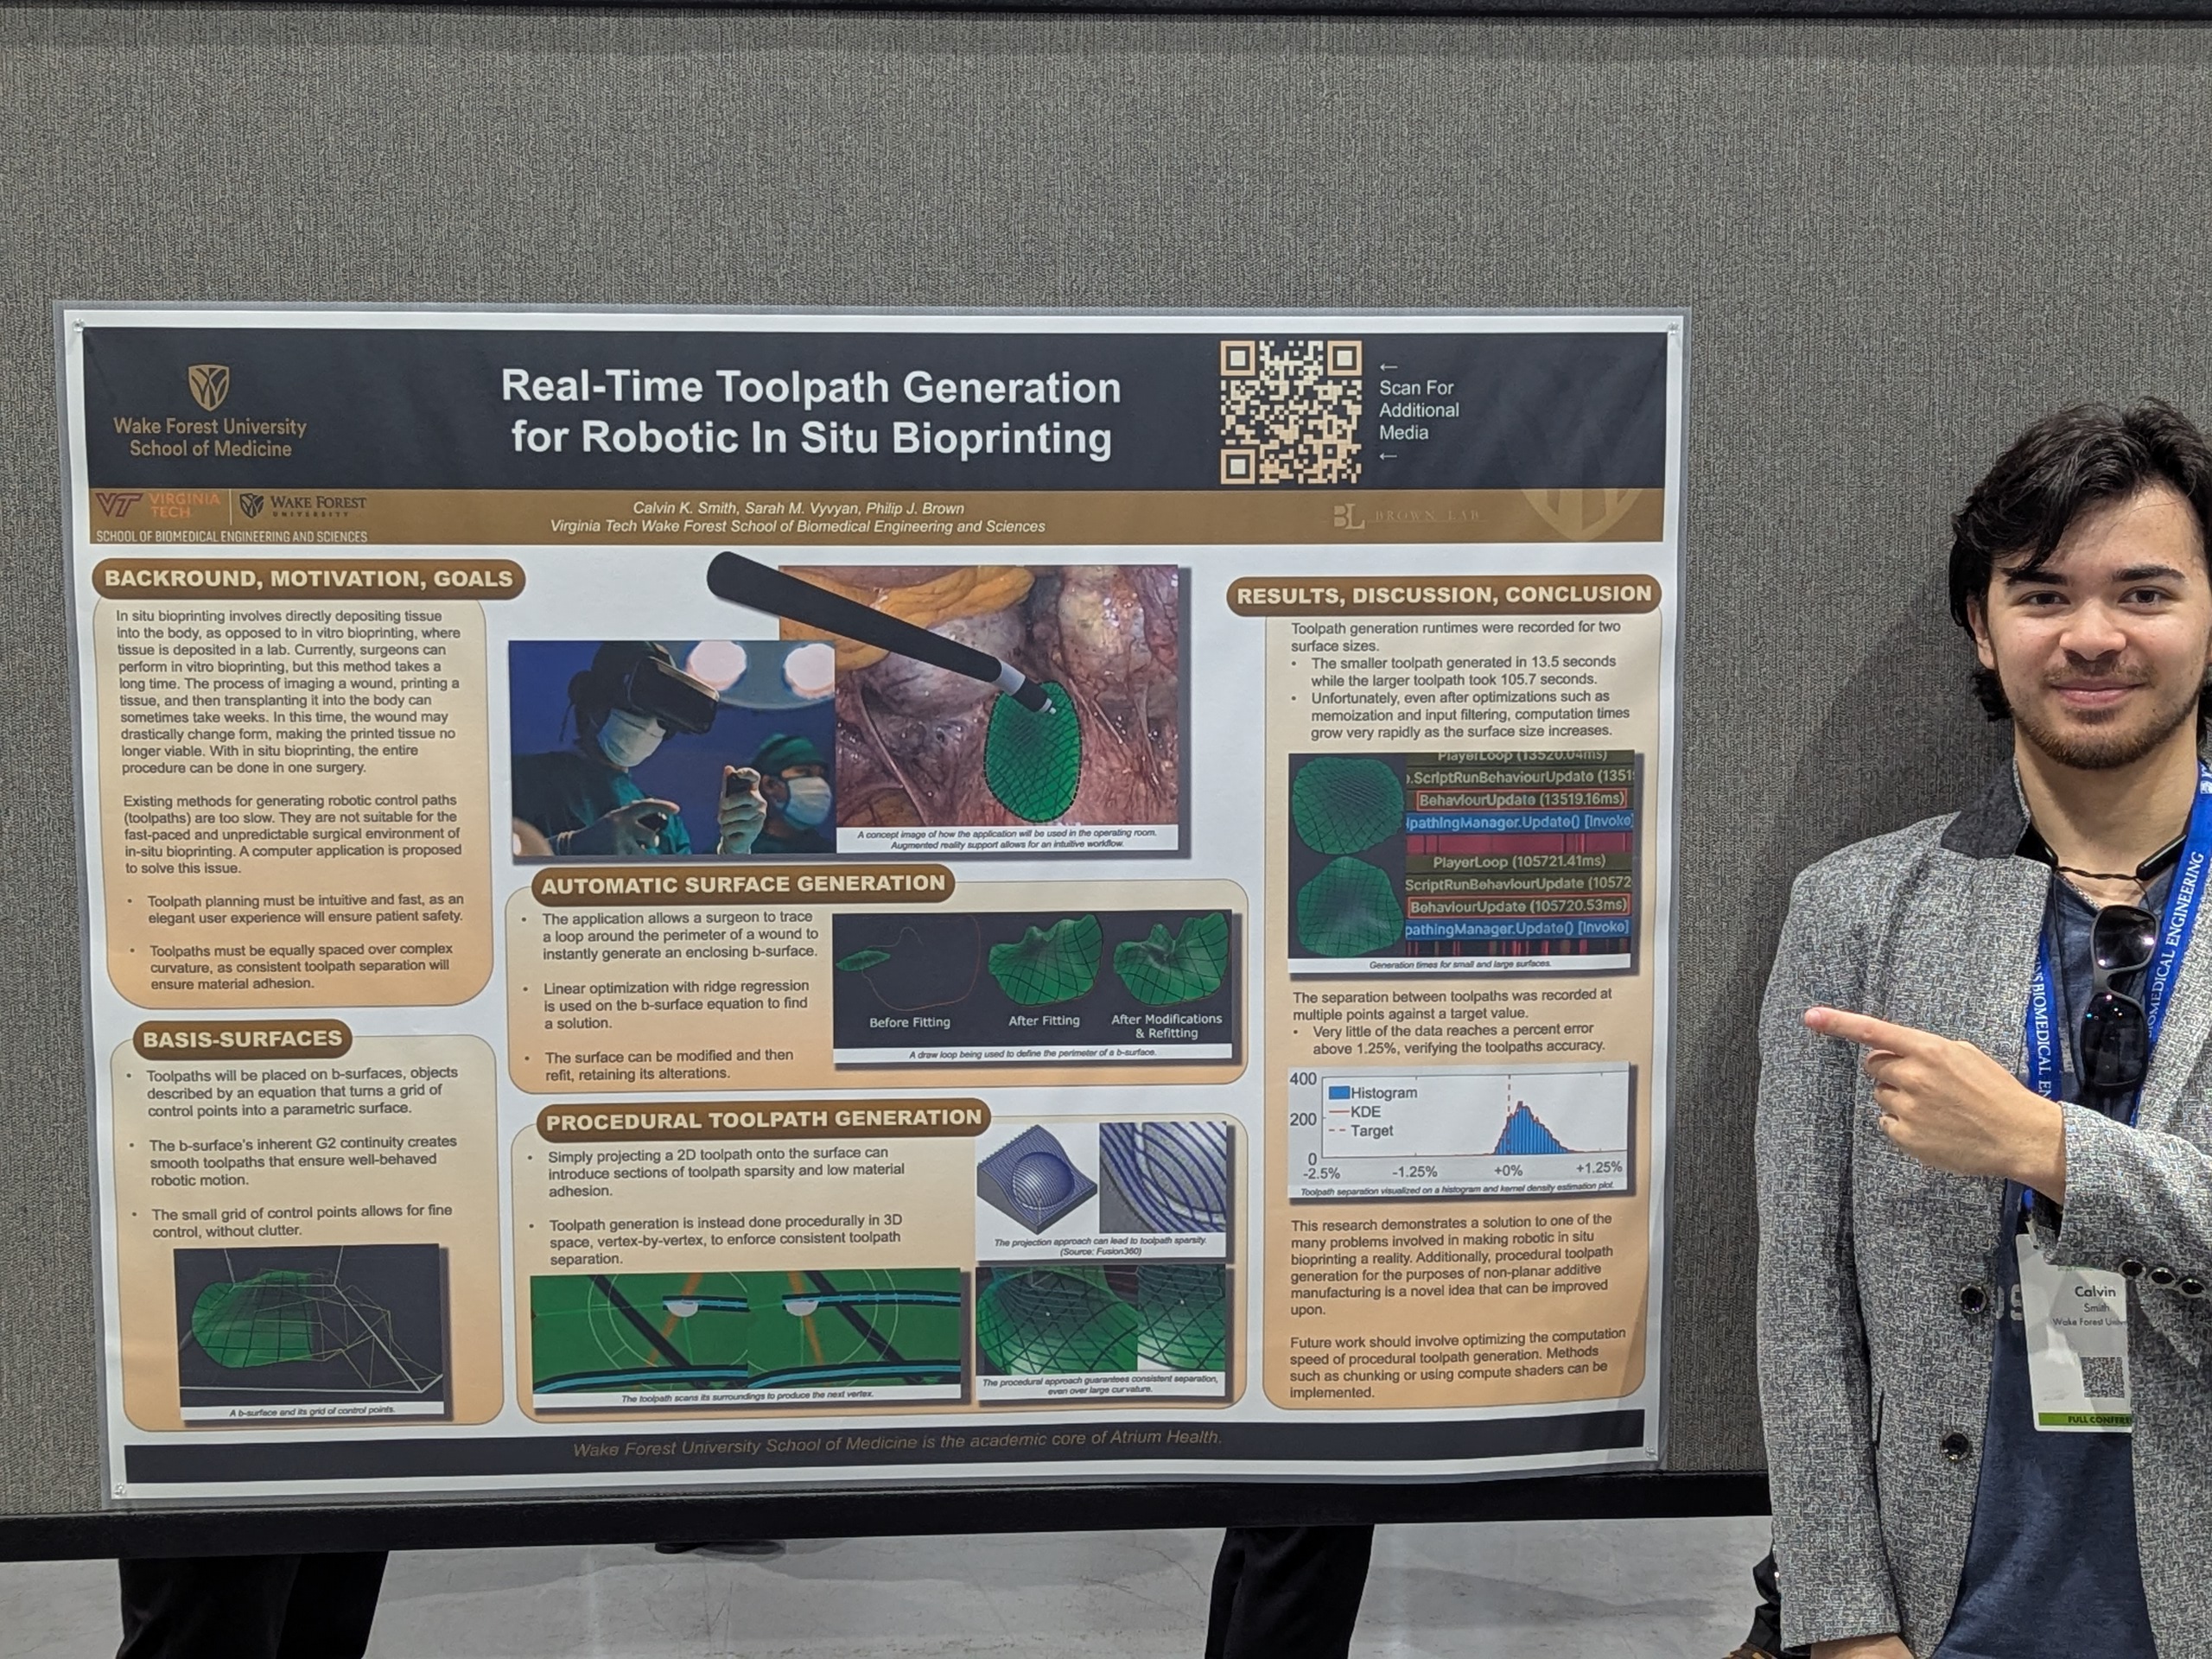 Wake Forest University
School of Medicine
Real-Time Toolpath Generation
for Robotic In Situ Bioprinting
←
Scan For
Additional
Media
←
VT VIRGINIA
TECH
WAKE FOREST
UNIVERSITY
SCHOOL OF BIOMEDICAL ENGINEERING AND SCIENCES
Calvin K. Smith, Sarah M. Vyvyan, Philip J. Brown
Virginia Tech Wake Forest School of Biomedical Engineering and Sciences
BL BROWN LAB
BACKROUND, MOTIVATION, GOALS
In situ bioprinting involves directly depositing tissue
into the body, as opposed to in vitro bioprinting, where
tissue is deposited in a lab. Currently, surgeons can
perform in vitro bioprinting, but this method takes a
long time. The process of imaging a wound, printing a
tissue, and then transplanting it into the body can
sometimes take weeks. In this time, the wound may
drastically change form, making the printed tissue no
longer viable. With in situ bioprinting, the entire
procedure can be done in one surgery.
Existing methods for generating robotic control paths
(toolpaths) are too slow. They are not suitable for the
fast-paced and unpredictable surgical environment of
in-situ bioprinting. A computer application is proposed
to solve this issue.
• Toolpath planning must be intuitive and fast, as an
elegant user experience will ensure patient safety.
• Toolpaths must be equally spaced over complex
curvature, as consistent toolpath separation will
ensure material adhesion.
BASIS-SURFACES
• Toolpaths will be placed on b-surfaces, objects
described by an equation that turns a grid of
control points into a parametric surface.
• The b-surface's inherent G2 continuity creates
smooth toolpaths that ensure well-behaved
robotic motion.
• The small grid of control points allows for fine
control, without clutter.
A b-surface and its grid of control points.
A concept image of how the application will be used in the operating room.
Augmented reality support allows for an intuitive workflow.
AUTOMATIC SURFACE GENERATION
• The application allows a surgeon to trace
a loop around the perimeter of a wound to
instantly generate an enclosing b-surface.
• Linear optimization with ridge regression
is used on the b-surface equation to find
a solution.
• The surface can be modified and then
refit, retaining its alterations.
Before Fitting
After Fitting
After Modifications
& Refitting
A draw loop being used to define the perimeter of a b-surface.
PROCEDURAL TOOLPATH GENERATION
• Simply projecting a 2D toolpath onto the surface can
introduce sections of toolpath sparsity and low material
adhesion.
• Toolpath generation is instead done procedurally in 3D
space, vertex-by-vertex, to enforce consistent toolpath
separation.
The toolpath scans its surroundings to produce the next vertex.
The projection approach can lead to toolpath sparsity.
(Source: Fusion360)
The procedural approach guarantees consistent separation,
even over large curvature.
RESULTS, DISCUSSION, CONCLUSION
Toolpath generation runtimes were recorded for two
surface sizes.
• The smaller toolpath generated in 13.5 seconds
while the larger toolpath took 105.7 seconds.
• Unfortunately, even after optimizations such as
memoization and input filtering, computation times
grow very rapidly as the surface size increases.
PlayerLoop (13520.04ms)
.ScriptRunBehaviourUpdate (1351
BehaviourUpdate (13519.16ms)
lpathingManager.Update() [Invoke]
PlayerLoop (105721.41ms)
ScriptRunBehaviourUpdate (10572
BehaviourUpdate (105720.53ms)
pathingManager.Update() [Invoke]
Generation times for small and large surfaces.
The separation between toolpaths was recorded at
multiple points against a target value.
• Very little of the data reaches a percent error
above 1.25%, verifying the toolpaths accuracy.
400
200
0
Histogram
KDE
Target
-2.5% -1.25% +0% +1.25%
Toolpath separation visualized on a histogram and kernel density estimation plot.
This research demonstrates a solution to one of the
many problems involved in making robotic in situ
bioprinting a reality. Additionally, procedural toolpath
generation for the purposes of non-planar additive
manufacturing is a novel idea that can be improved
upon.
Future work should involve optimizing the computation
speed of procedural toolpath generation. Methods
such as chunking or using compute shaders can be
implemented.
Wake Forest University School of Medicine is the academic core of Atrium Health.
BIOMEDICAL ENGINEERING
BIOMEDICAL EN
Calvin
Smith
Wake Forest Univ
FULL CONFERE